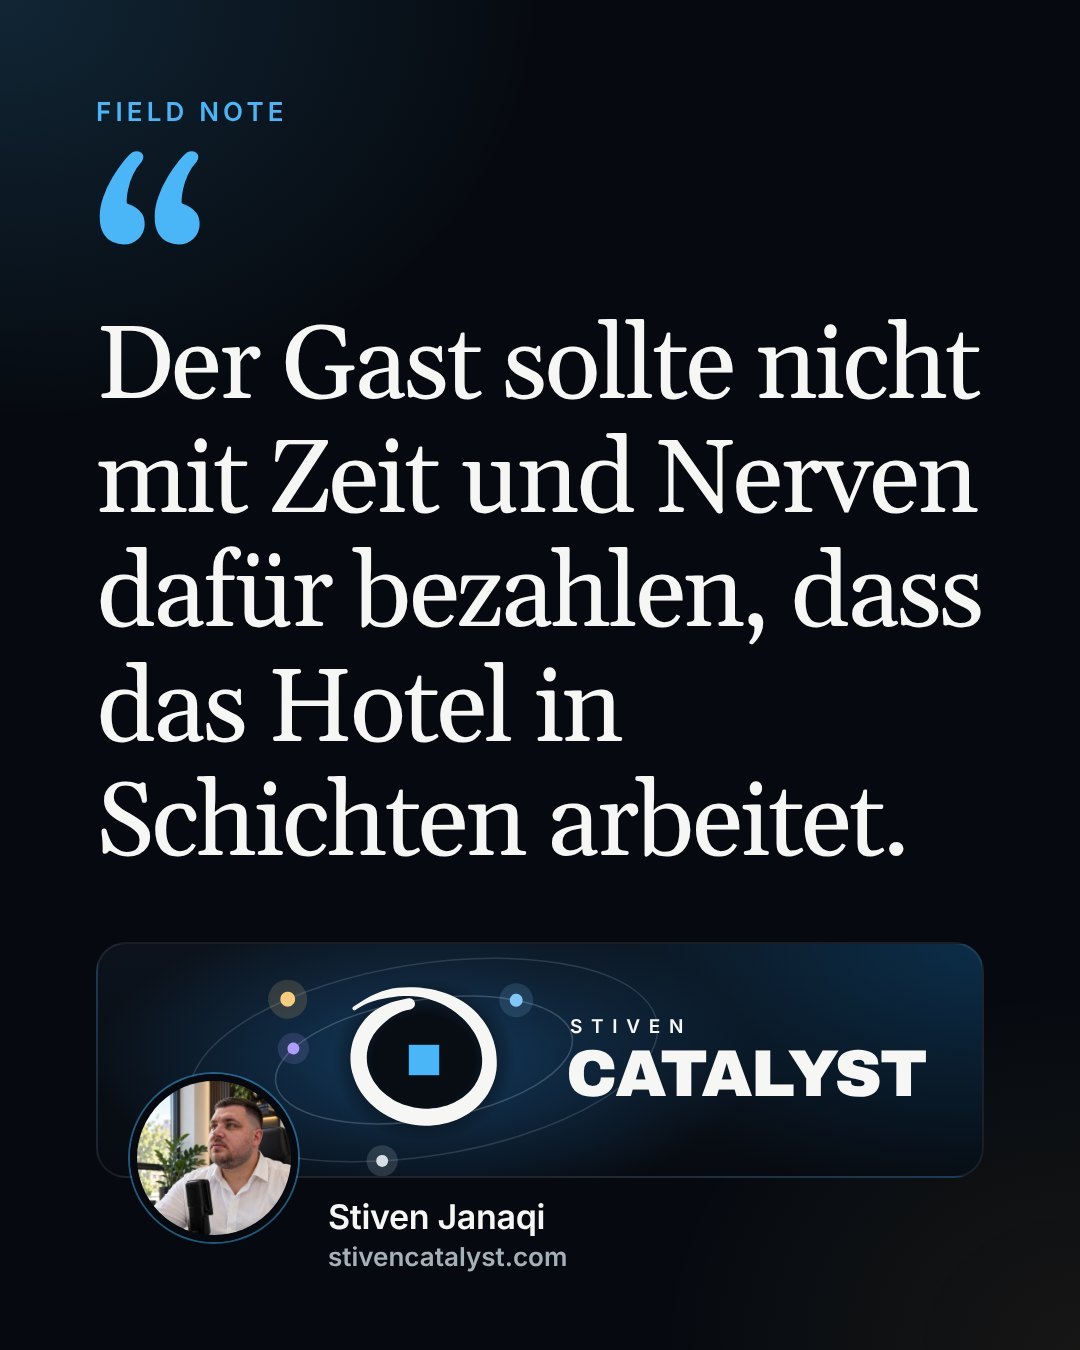 FIELD NOTE
“
Der Gast sollte nicht
mit Zeit und Nerven
dafür bezahlen, dass
das Hotel in
Schichten arbeitet.
STIVEN
CATALYST
Stiven Janaqi
stivencatalyst.com